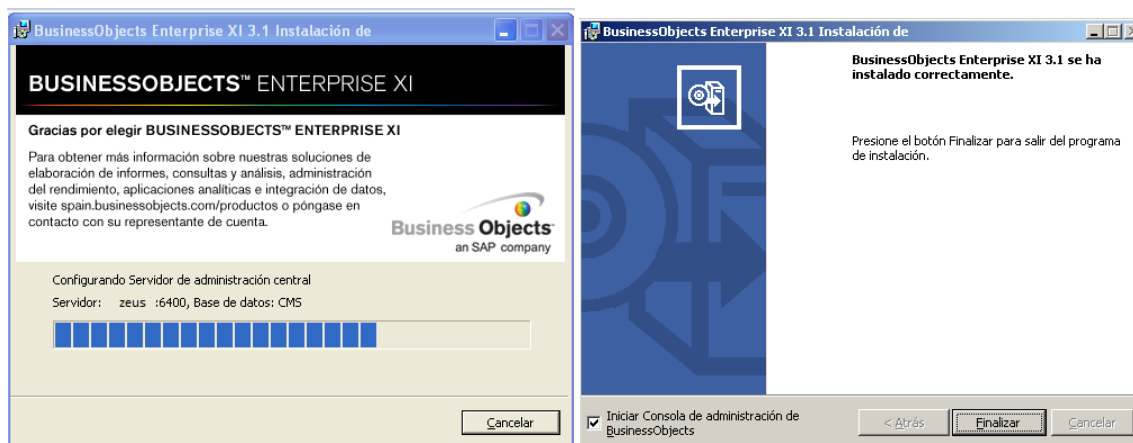 BusinessObjects Enterprise XI 3.1 Instalación de
BUSINESSOBJECTS™ ENTERPRISE XI
Gracias por elegir BUSINESSOBJECTS™ ENTERPRISE XI
Para obtener más información sobre nuestras soluciones de
elaboración de informes, consultas y análisis, administración
del rendimiento, aplicaciones analíticas e integración de datos,
visite spain.businessobjects.com/productos o póngase en
contacto con su representante de cuenta.
Business Objects
an SAP company
Configurando Servidor de administración central
Servidor: zeus :6400, Base de datos: CMS
Cancelar
BusinessObjects Enterprise XI 3.1 Instalación de
BusinessObjects Enterprise XI 3.1 se ha
instalado correctamente.
Presione el botón Finalizar para salir del programa
de instalación.
Iniciar Consola de administración de
BusinessObjects
< Atrás
Finalizar
Cancelar